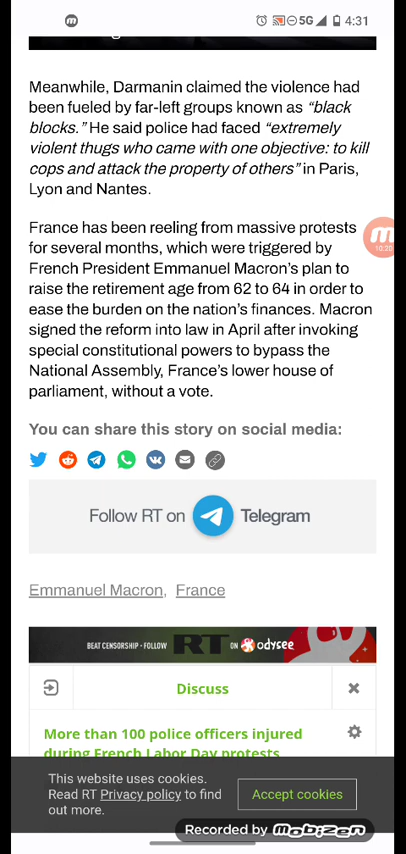 5G 4:31
Meanwhile, Darmanin claimed the violence had
been fueled by far-left groups known as “black
blocks.” He said police had faced “extremely
violent thugs who came with one objective: to kill
cops and attack the property of others” in Paris,
Lyon and Nantes.
France has been reeling from massive protests
for several months, which were triggered by
French President Emmanuel Macron’s plan to
raise the retirement age from 62 to 64 in order to
ease the burden on the nation’s finances. Macron
signed the reform into law in April after invoking
special constitutional powers to bypass the
National Assembly, France’s lower house of
parliament, without a vote.
10:20
You can share this story on social media:
Follow RT on Telegram
Emmanuel Macron, France
BEAT CENSORSHIP - FOLLOW RT ON odysee
Discuss
More than 100 police officers injured
during French Labor Day protests
This website uses cookies.
Read RT Privacy policy to find
out more.
Accept cookies
Recorded by mobizen